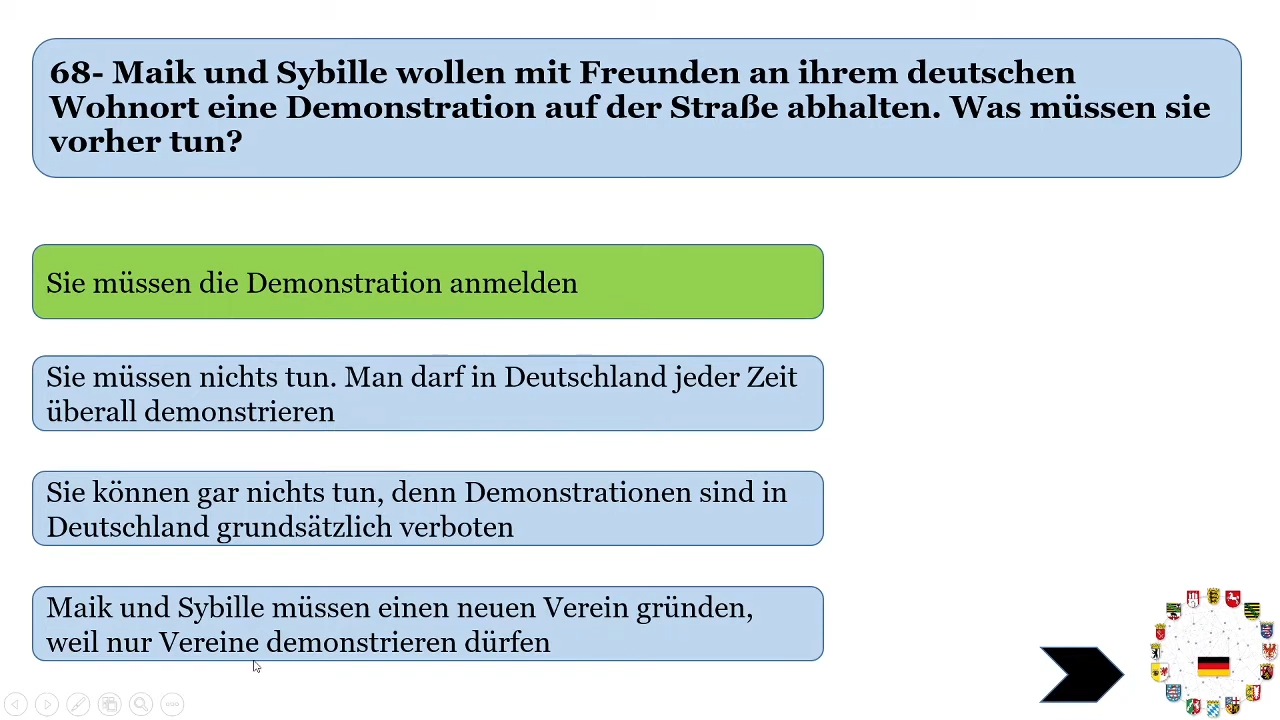 68- Maik und Sybille wollen mit Freunden an ihrem deutschen
Wohnort eine Demonstration auf der Straße abhalten. Was müssen sie
vorher tun?
Sie müssen die Demonstration anmelden
Sie müssen nichts tun. Man darf in Deutschland jeder Zeit
überall demonstrieren
Sie können gar nichts tun, denn Demonstrationen sind in
Deutschland grundsätzlich verboten
Maik und Sybille müssen einen neuen Verein gründen,
weil nur Vereine demonstrieren dürfen